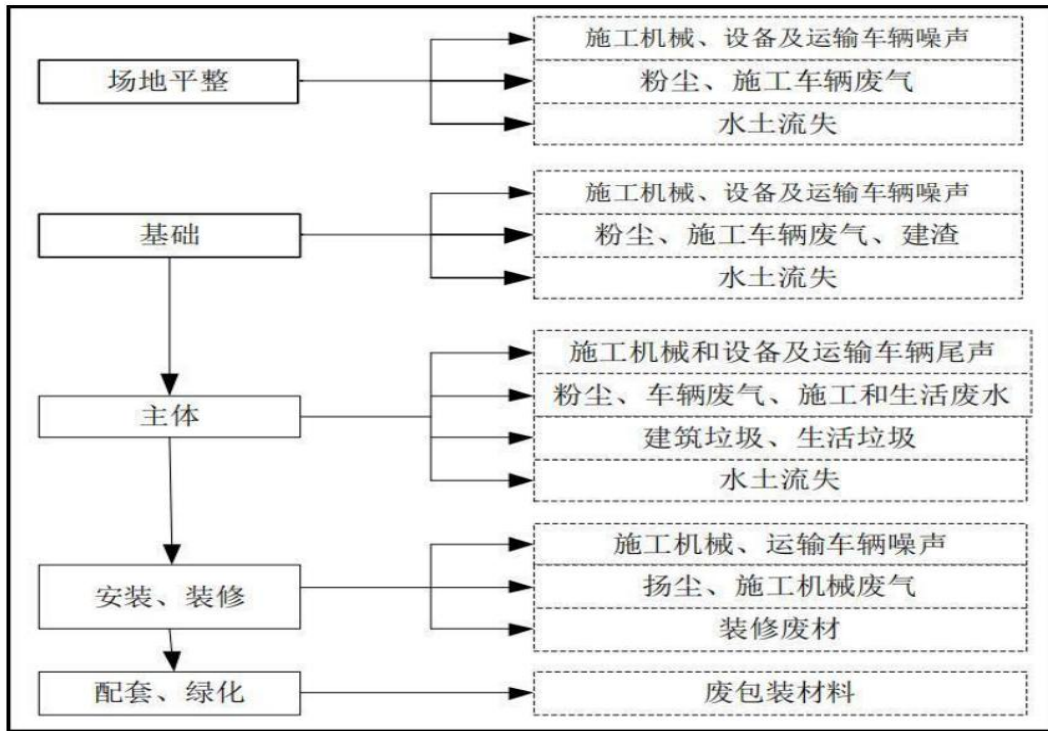 施工机械、设备及运输车辆噪声
场地平整
粉尘、施工车辆废气
水土流失
施工机械、设备及运输车辆噪声
基础
粉尘、施工车辆废气、建渣
水土流失
施工机械和设备及运输车辆尾声
粉尘、车辆废气、施工和生活废水
主体
建筑垃圾、生活垃圾
水土流失
施工机械、运输车辆噪声
安装、装修
扬尘、施工机械废气
装修废材
配套、绿化
废包装材料